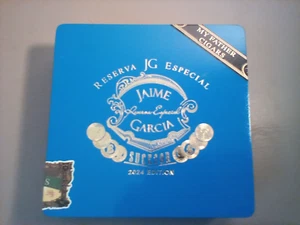 MY FATHER
CIGARS
RESERVA JG ESPECIAL
JAIME
Reserva Especial
GARCIA
2024 EDITION